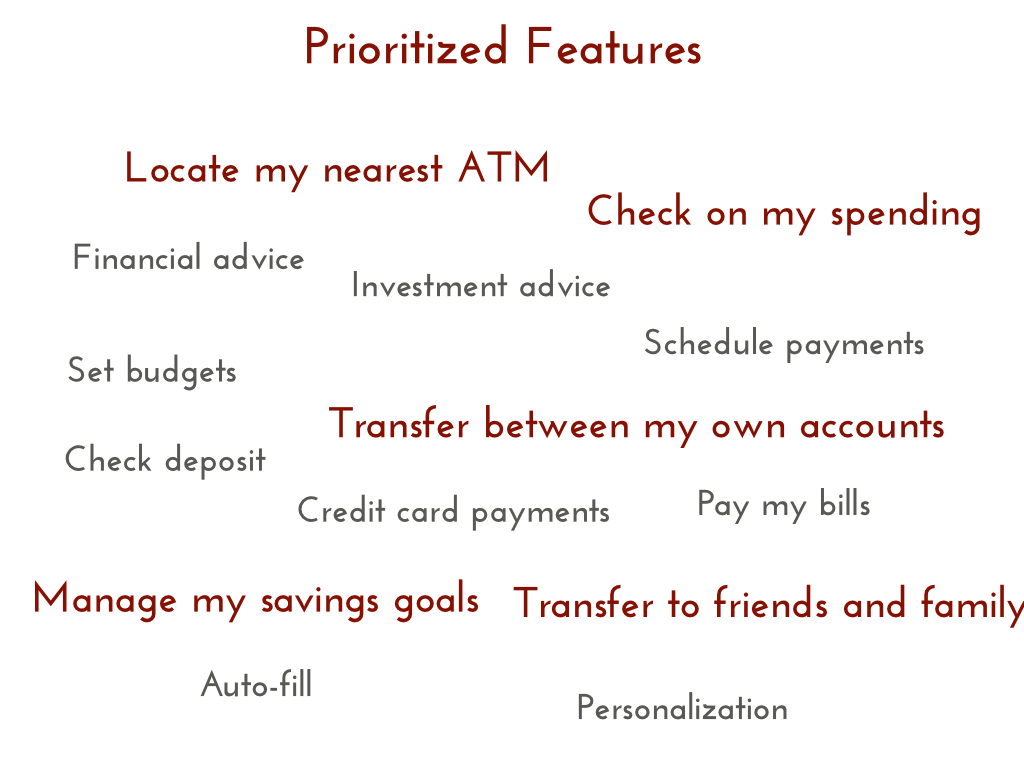 Prioritized Features
Locate my nearest ATM
Check on my spending
Financial advice
Investment advice
Schedule payments
Set budgets
Transfer between my own accounts
Check deposit
Credit card payments
Pay my bills
Manage my savings goals
Transfer to friends and family
Auto-fill
Personalization